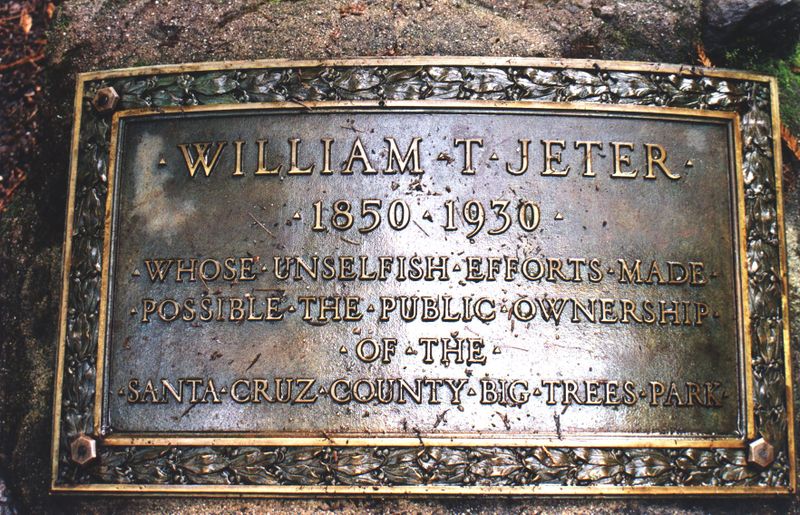 · WILLIAM T · JETER ·
· 1850 · 1930 ·
· WHOSE · UNSELFISH · EFFORTS · MADE ·
· POSSIBLE · THE · PUBLIC · OWNERSHIP ·
· OF · THE ·
· SANTA · CRUZ · COUNTY · BIG · TREES · PARK ·